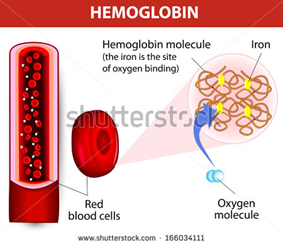 HEMOGLOBIN
Hemoglobin molecule
(the iron is the site
of oxygen binding)
Iron
shutterstock
Red
blood cells
Oxygen
molecule
www.shutterstock.com · 166034111